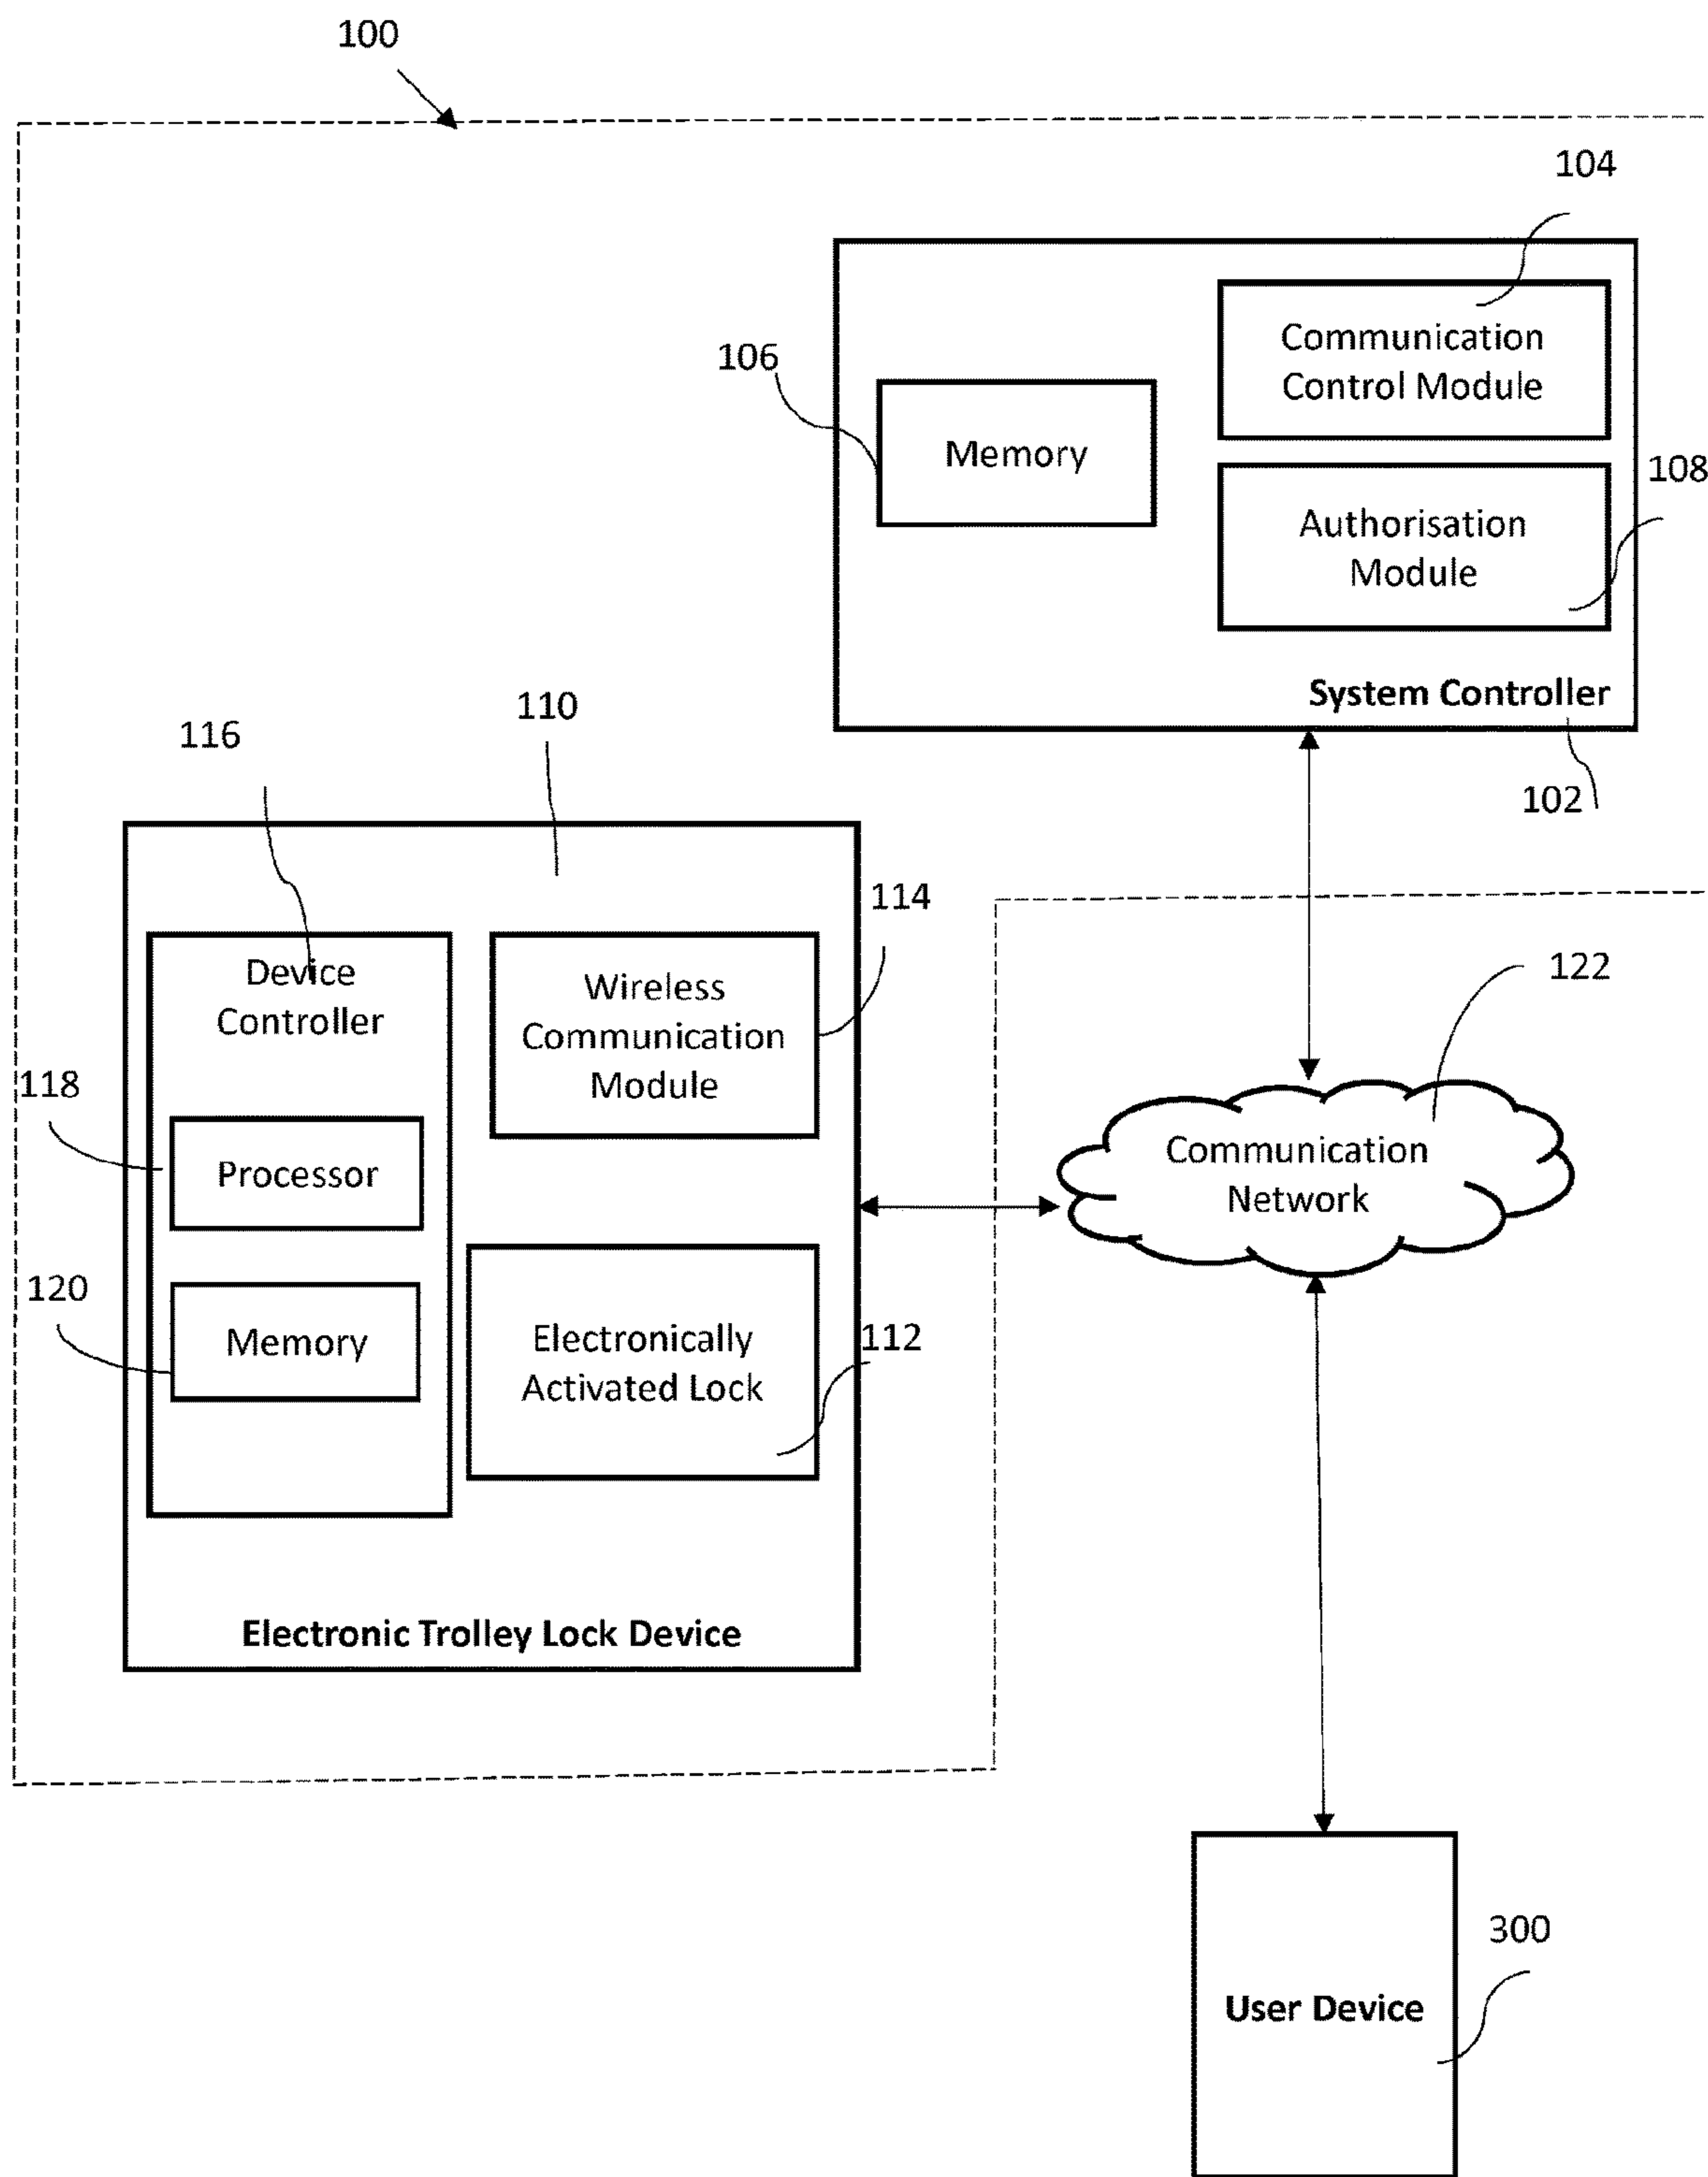 100
104
Communication
Control Module
106
Memory
108
Authorisation
Module
System Controller
102
110
116
114
Device
Controller
Wireless
Communication
Module
122
118
Processor
Communication
Network
120
Memory
Electronically
Activated Lock
112
Electronic Trolley Lock Device
300
User Device